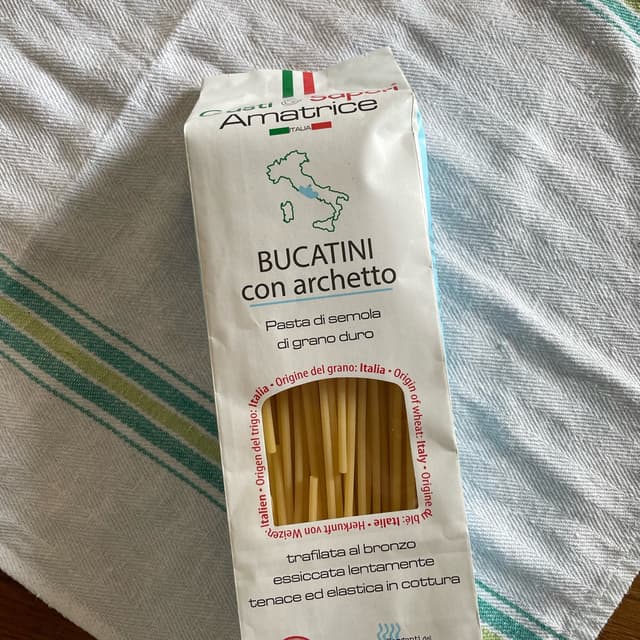 Gusti & Sapori
Amatrice
ITALIA
BUCATINI
con archetto
Pasta di semola
di grano duro
Italien • Origen del trigo: Italia • Origine del grano: Italia • Origin of wheat: Italy • Origine du blé: Italie • Herkunft von Weizen:
trafilata al bronzo
essiccata lentamente
tenace ed elastica in cottura